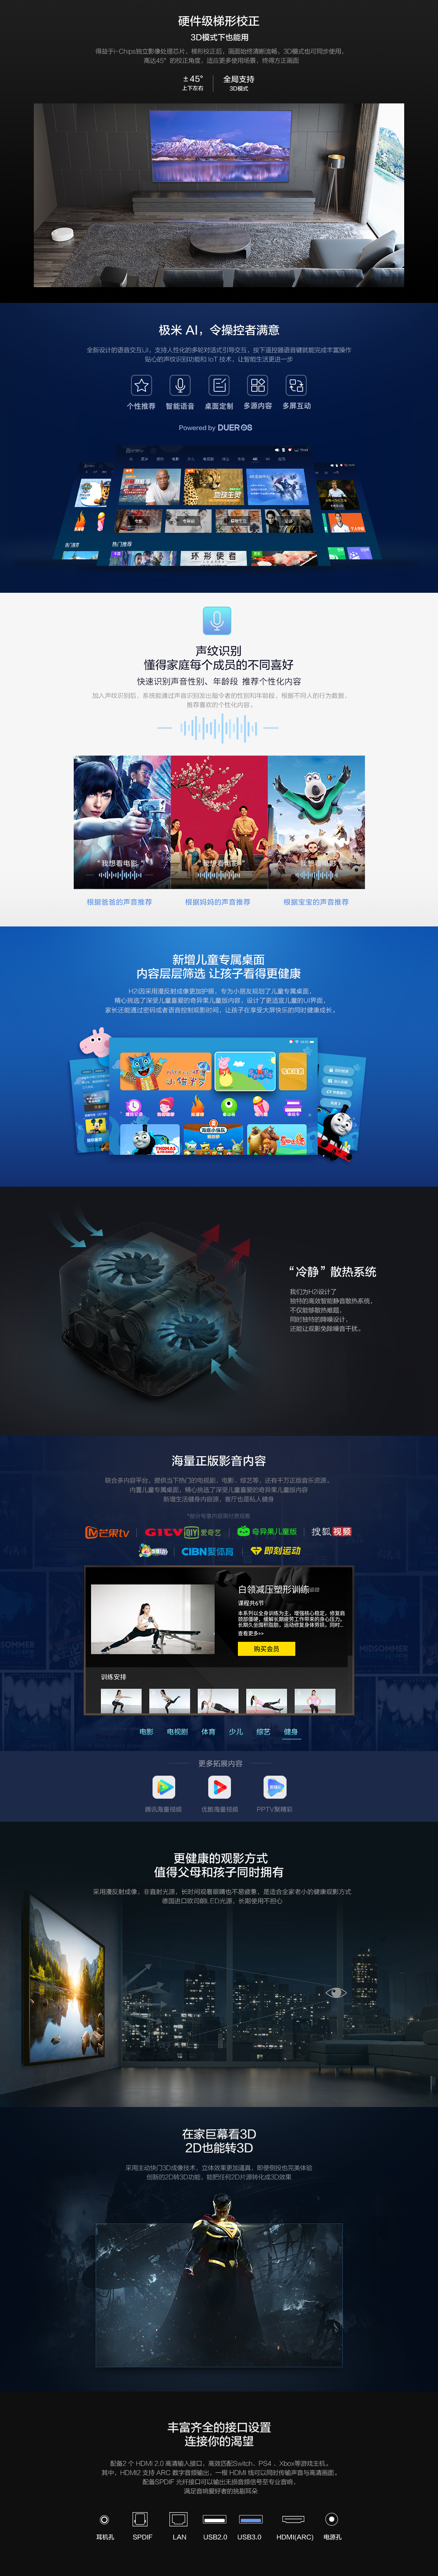 硬件级梯形校正
3D模式下也能用
得益于i-Chips独立影像处理芯片，梯形校正后，画面始终清晰流畅，3D模式也可同步使用，
高达45°的校正角度，适应更多使用场景，终得方正画面
±45°
上下左右
全局支持
3D模式
极米 AI，令操控者满意
全新设计的语音交互UI，支持人性化的多轮对话式引导交互，按下遥控器语音键就能完成丰富操作
贴心的声纹识别功能和 IoT 技术，让智能生活更进一步
个性推荐
智能语音
桌面定制
多源内容
多屏互动
Powered by DUER OS
热门推荐
环形使者
声纹识别
懂得家庭每个成员的不同喜好
快速识别声音性别、年龄段 推荐个性化内容
加入声纹识别后，系统能通过声音识别发出指令者的性别和年龄段，根据不同人的行为数据，
推荐喜欢的个性化内容。
“我想看电影”
根据爸爸的声音推荐
根据妈妈的声音推荐
根据宝宝的声音推荐
新增儿童专属桌面
内容层层筛选 让孩子看得更健康
H2i因采用漫反射成像更加护眼，专为小朋友规划了儿童专属桌面，
精心挑选了深受儿童喜爱的奇异果儿童版内容，设计了更适宜儿童的UI界面，
家长还能通过密码或者语音控制观影时间，让孩子在享受大屏快乐的同时健康成长。
THOMAS
“冷静”散热系统
我们为H2i设计了
独特的高效智能静音散热系统，
不仅能够散热难题，
同时独特的降噪设计，
还能让观影免除噪音干扰。
海量正版影音内容
联合多内容平台，提供当下热门的电视剧、电影、综艺等，还有千万正版音乐资源。
内置儿童专属桌面，精心挑选了深受儿童喜爱的奇异果儿童版内容
新增生活健身内容源，客厅也是私人健身
*部分有源内容需付费观看
芒果tv
GITV QIY 爱奇艺
奇异果儿童版
搜狐视频
CIBN聚体育
即刻运动
白领减压塑形训练
课程共6节
查看更多>>
购买会员
训练安排
MIDSOMMER
电影
电视剧
体育
少儿
综艺
健身
更多拓展内容
腾讯海量视频
优酷海量视频
PPTV聚精彩
更健康的观影方式
值得父母和孩子同时拥有
采用漫反射成像，非直射光源，长时间观看眼睛也不易疲惫，是适合全家老小的健康观影方式
德国进口欧司朗LED光源，长期使用不担心
在家巨幕看3D
2D也能转3D
采用主动快门3D成像技术，立体效果更加逼真，即使侧投也完美体验
创新的2D转3D功能，能把任何2D片源转化成3D效果
丰富齐全的接口设置
连接你的渴望
配备2 个 HDMI 2.0 高清输入接口，高效匹配Switch、PS4 、Xbox等游戏主机。
其中，HDMI2 支持 ARC 数字音频输出，一根 HDMI 线可以同时传输声音与高清画面。
配备SPDIF 光纤接口可以输出无损音频信号至专业音响，
满足音响爱好者的挑剔耳朵
耳机孔
SPDIF
LAN
USB2.0
USB3.0
HDMI(ARC)
电源孔